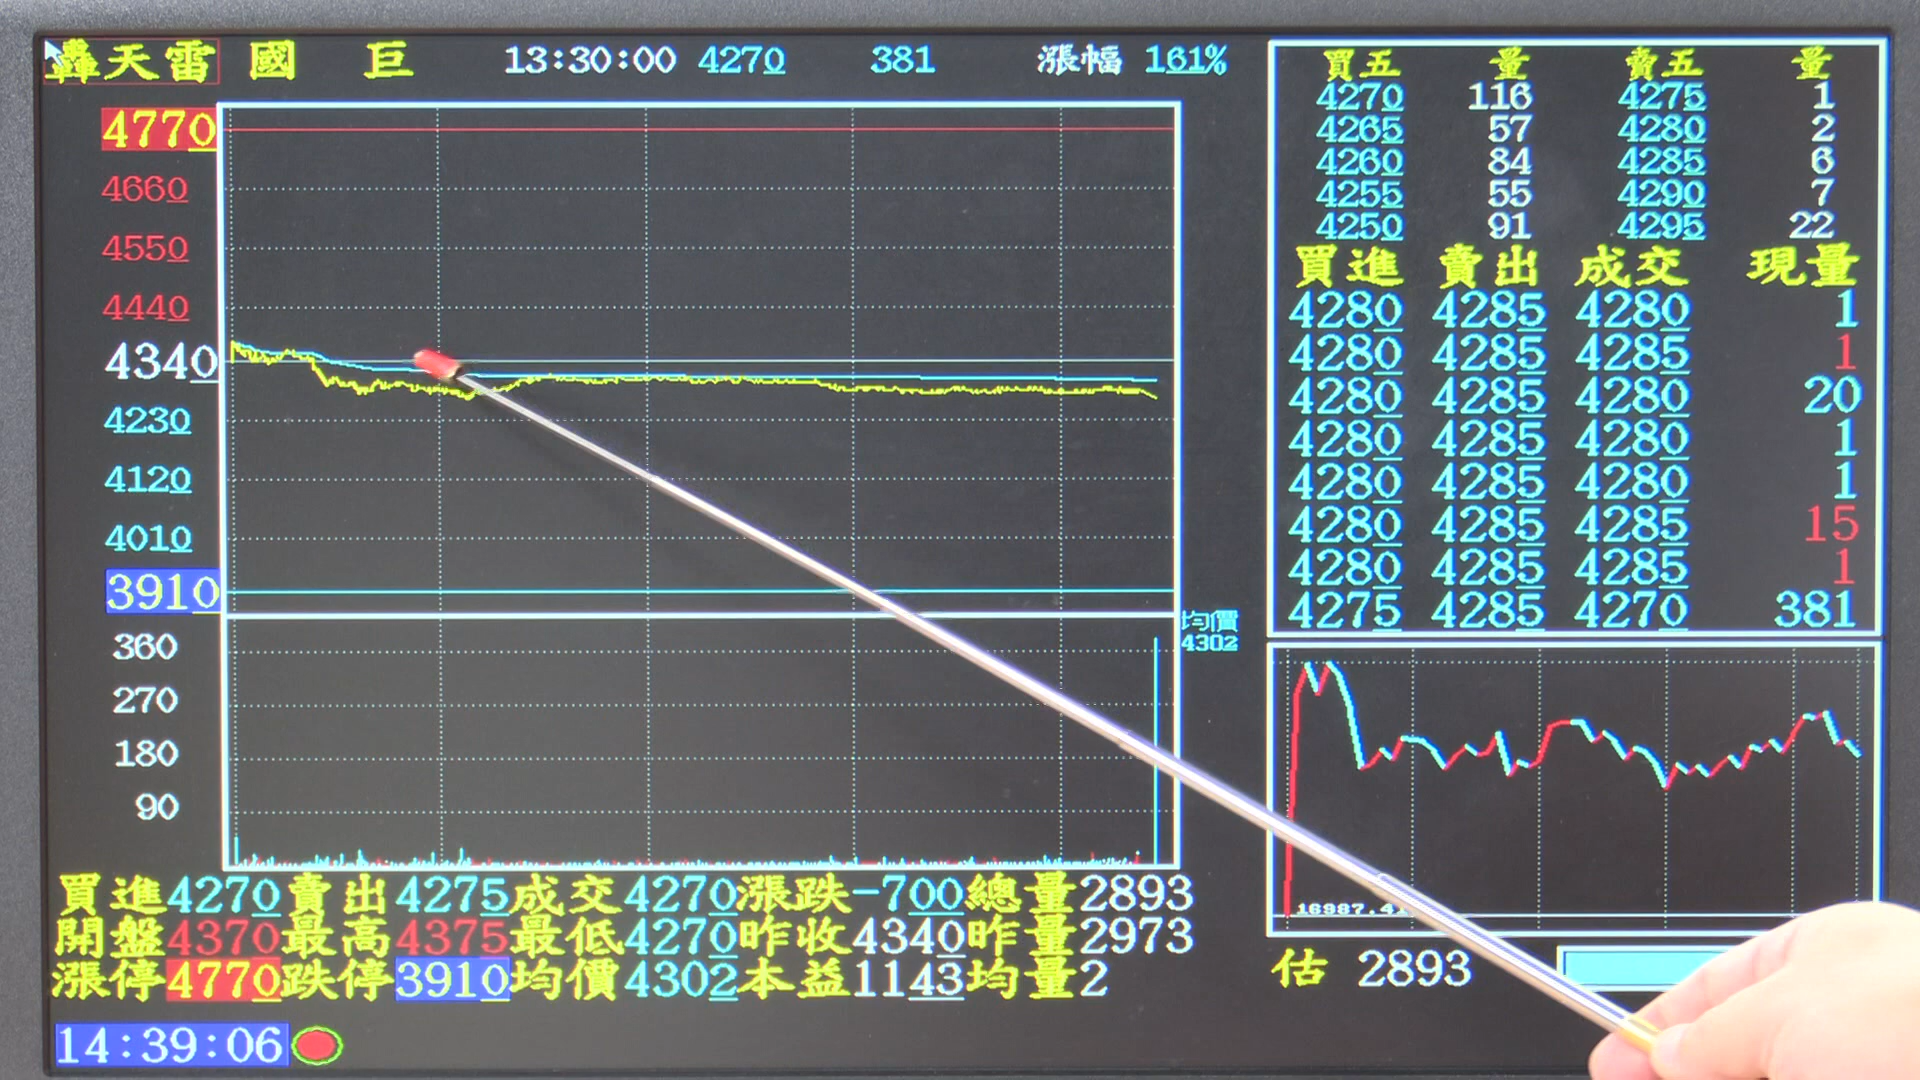 轟天雷 國 巨 13:30:00 4270 381 漲幅 161%
4770
4660
4550
4440
4340
4230
4120
4010
3910
360
270
180
90
均價
4302
買五 量 賣五 量
4270 116 4275 1
4265 57 4280 2
4260 84 4285 6
4255 55 4290 7
4250 91 4295 22
買進 賣出 成交 現量
4280 4285 4280 1
4280 4285 4285 1
4280 4285 4280 20
4280 4285 4280 1
4280 4285 4280 1
4280 4285 4285 15
4280 4285 4285 1
4275 4285 4270 381
16987.4
估 2893
買進4270賣出4275成交4270漲跌-700總量2893
開盤4370最高4375最低4270昨收4340昨量2973
漲停4770跌停3910均價4302本益1143均量2
14:39:06